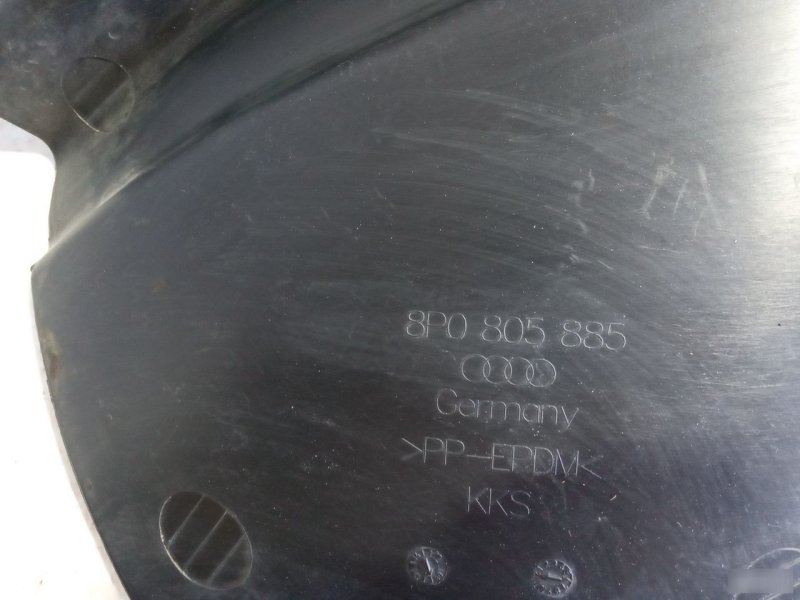 8P0 805 885
Germany
>PP-EPDM<
KKS